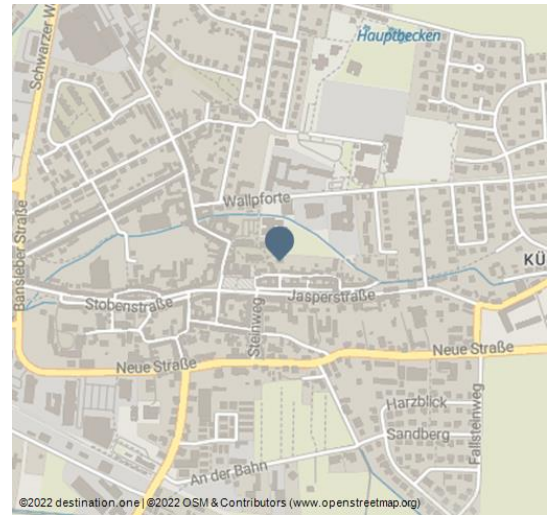 Hauptbecken
Schwarzer W
Wallpforte
Bansleber Straße
KÜ
Stobenstraße
Jasperstraße
Steinweg
Neue Straße
Neue Straße
Harzblick
Fallsteinweg
Sandberg
An der Bahn
©2022 destination.one | ©2022 OSM & Contributors (www.openstreetmap.org)